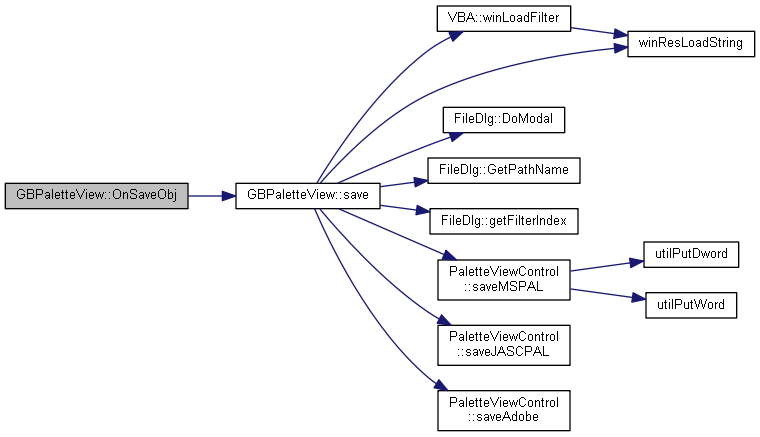 VBA::winLoadFilter
winResLoadString
FileDlg::DoModal
FileDlg::GetPathName
GBPaletteView::OnSaveObj
GBPaletteView::save
FileDlg::getFilterIndex
PaletteViewControl
::saveMSPAL
utilPutDword
utilPutWord
PaletteViewControl
::saveJASCPAL
PaletteViewControl
::saveAdobe